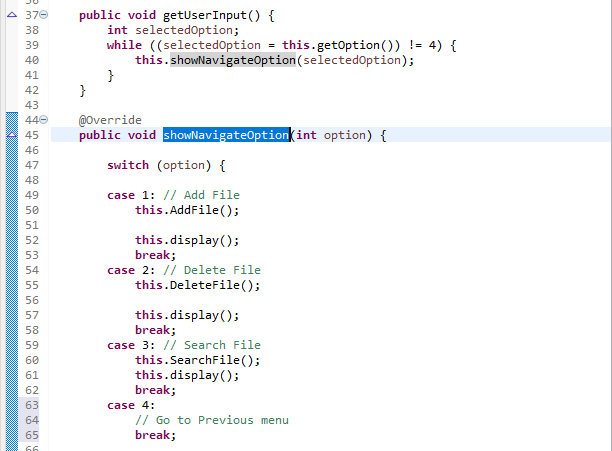 37 public void getUserInput() {
38 int selectedOption;
39 while ((selectedOption = this.getOption()) != 4) {
40 this.showNavigateOption(selectedOption);
41 }
42 }
43
44 @Override
45 public void showNavigateOption(int option) {
46
47 switch (option) {
48
49 case 1: // Add File
50 this.AddFile();
51
52 this.display();
53 break;
54 case 2: // Delete File
55 this.DeleteFile();
56
57 this.display();
58 break;
59 case 3: // Search File
60 this.SearchFile();
61 this.display();
62 break;
63 case 4:
64 // Go to Previous menu
65 break;